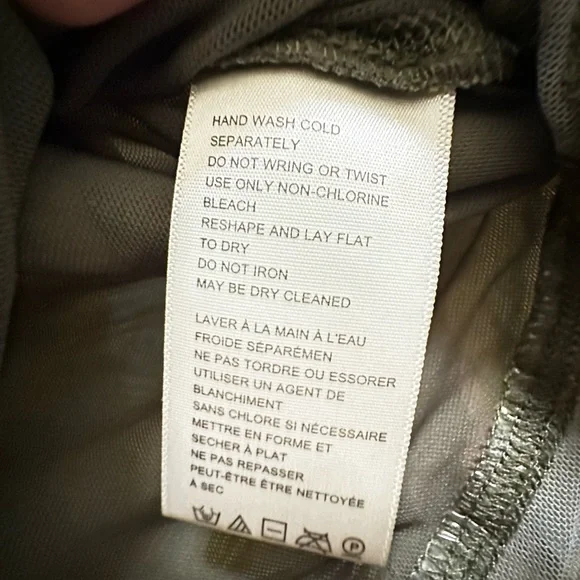 HAND WASH COLD
SEPARATELY
DO NOT WRING OR TWIST
USE ONLY NON-CHLORINE
BLEACH
RESHAPE AND LAY FLAT
TO DRY
DO NOT IRON
MAY BE DRY CLEANED
LAVER À LA MAIN À L'EAU
FROIDE SÉPARÉMEN
NE PAS TORDRE OU ESSORER
UTILISER UN AGENT DE
BLANCHIMENT
SANS CHLORE SI NÉCESSAIRE
METTRE EN FORME ET
SECHER À PLAT
NE PAS REPASSER
PEUT-ÊTRE ÊTRE NETTOYÉE
À SEC
P